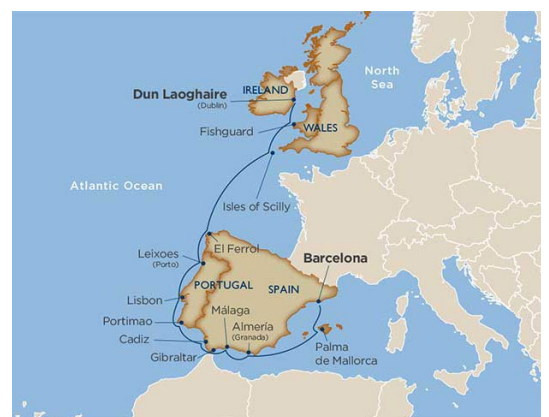 North
Sea
IRELAND
Dun Laoghaire
(Dublin)
WALES
Fishguard
Atlantic Ocean
Isles of Scilly
El Ferrol
Leixoes
(Porto)
Barcelona
PORTUGAL
SPAIN
Lisbon
Málaga
Portimao
Almería
(Granada)
Cadiz
Gibraltar
Palma
de Mallorca